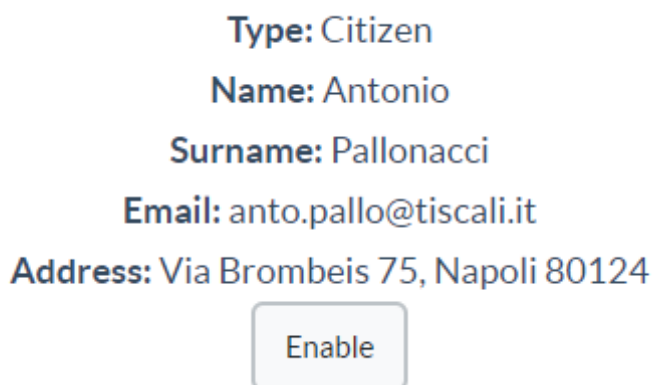 Type: Citizen
Name: Antonio
Surname: Pallonacci
Email: anto.pallo@tiscali.it
Address: Via Brombeis 75, Napoli 80124
Enable